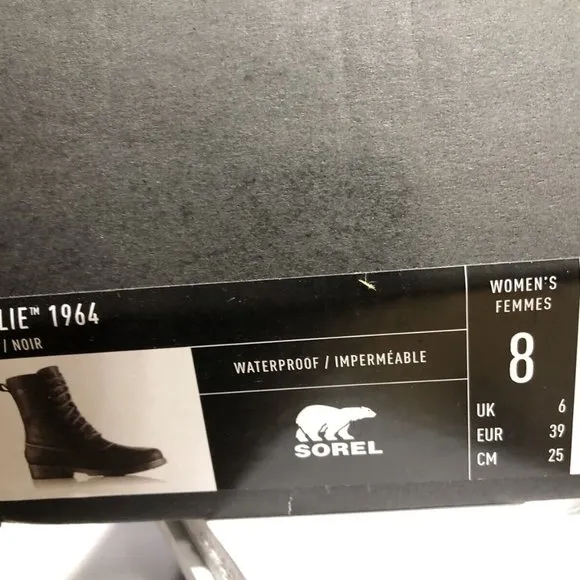 LIE™ 1964
/ NOIR
WATERPROOF / IMPERMÉABLE
SOREL
WOMEN'S
FEMMES
8
UK 6
EUR 39
CM 25